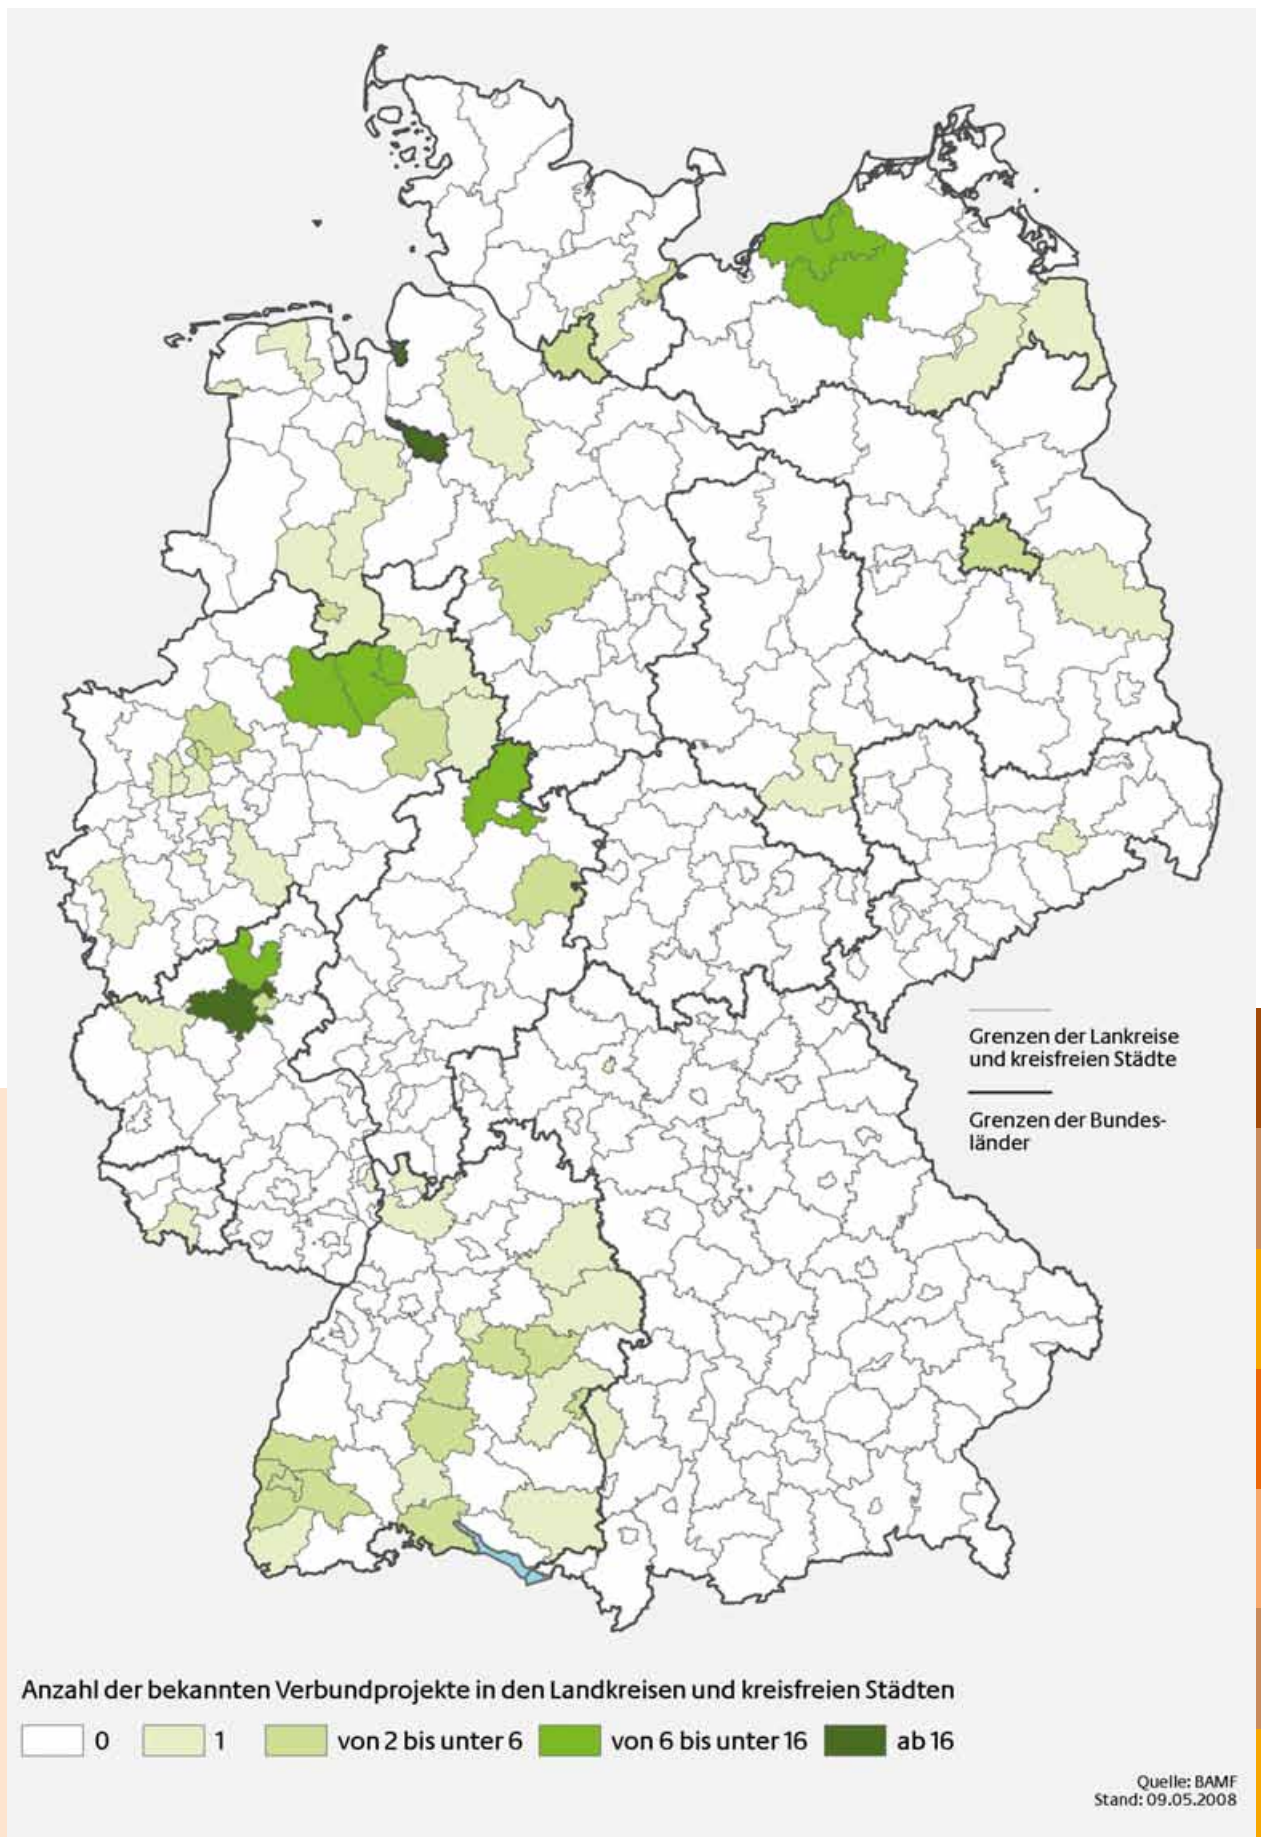 Grenzen der Lankreise
und kreisfreien Städte
Grenzen der Bundes-
länder
Anzahl der bekannten Verbundprojekte in den Landkreisen und kreisfreien Städten
0 1 von 2 bis unter 6 von 6 bis unter 16 ab 16
Quelle: BAMF
Stand: 09.05.2008